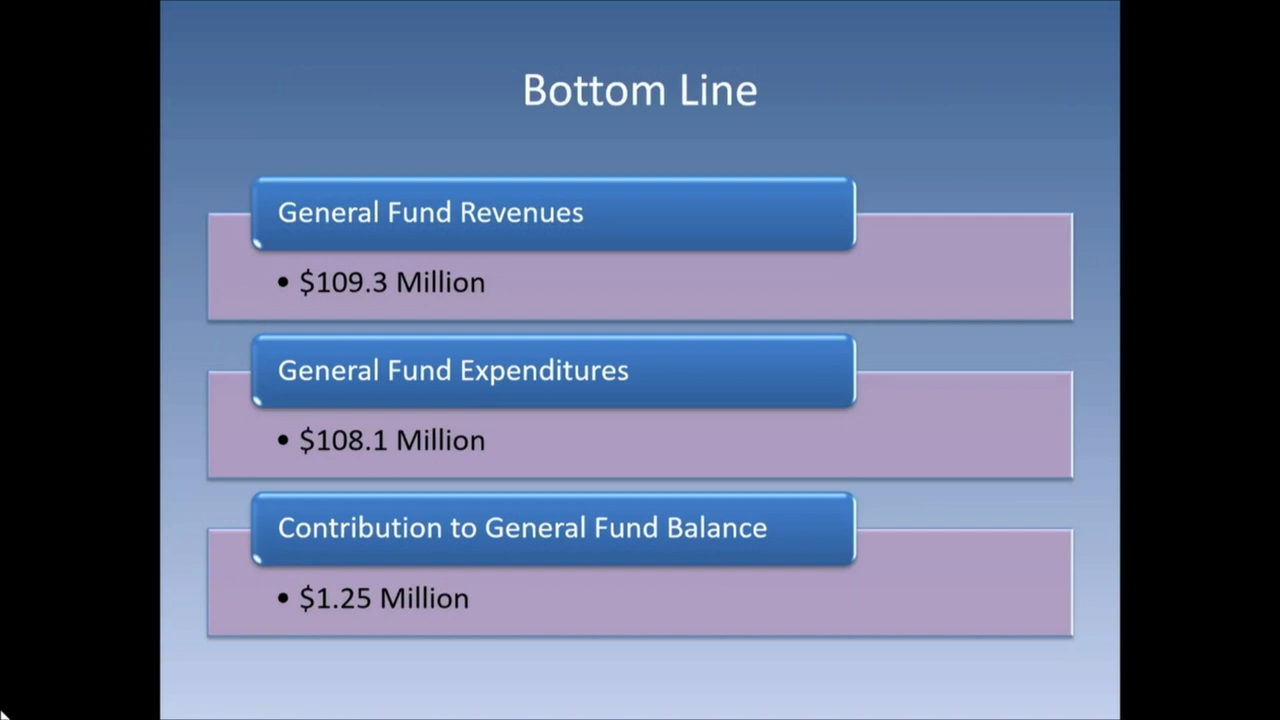 Bottom Line
General Fund Revenues
• $109.3 Million
General Fund Expenditures
• $108.1 Million
Contribution to General Fund Balance
• $1.25 Million